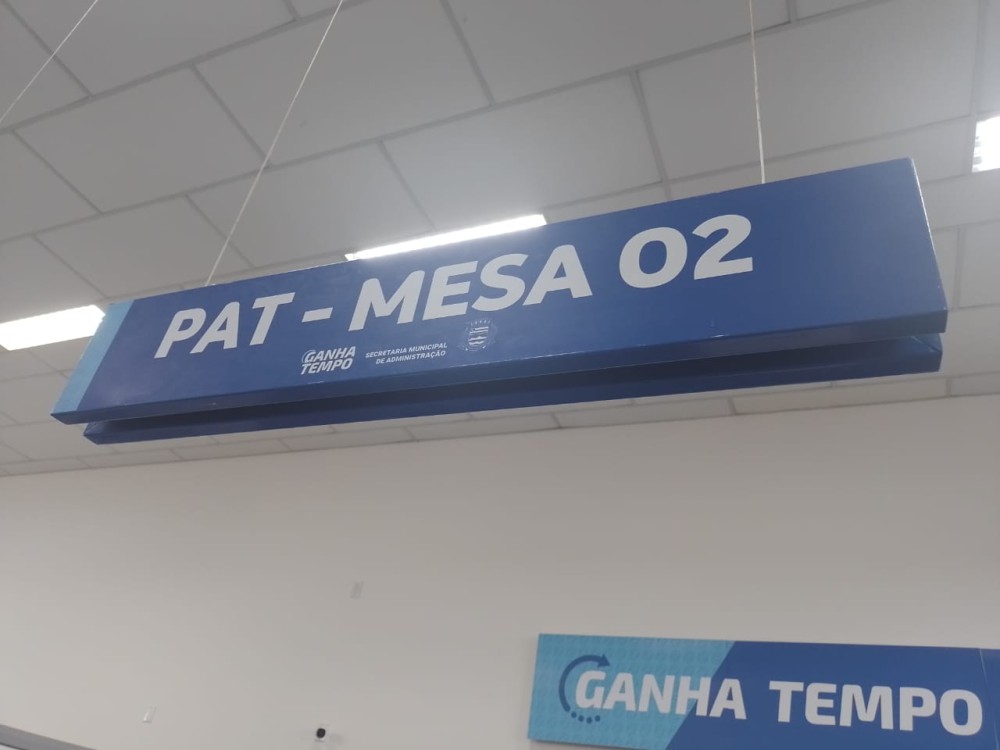 PAT - MESA 02
GANHA
TEMPO
SECRETARIA MUNICIPAL
DE ADMINISTRAÇÃO
GANHA TEMPO